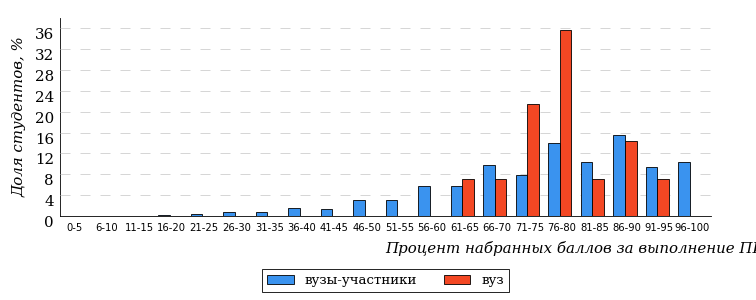 Доля студентов, %
36
32
28
24
20
16
12
8
4
0
0-5 6-10 11-15 16-20 21-25 26-30 31-35 36-40 41-45 46-50 51-55 56-60 61-65 66-70 71-75 76-80 81-85 86-90 91-95 96-100
Процент набранных баллов за выполнение
вузы-участники вуз